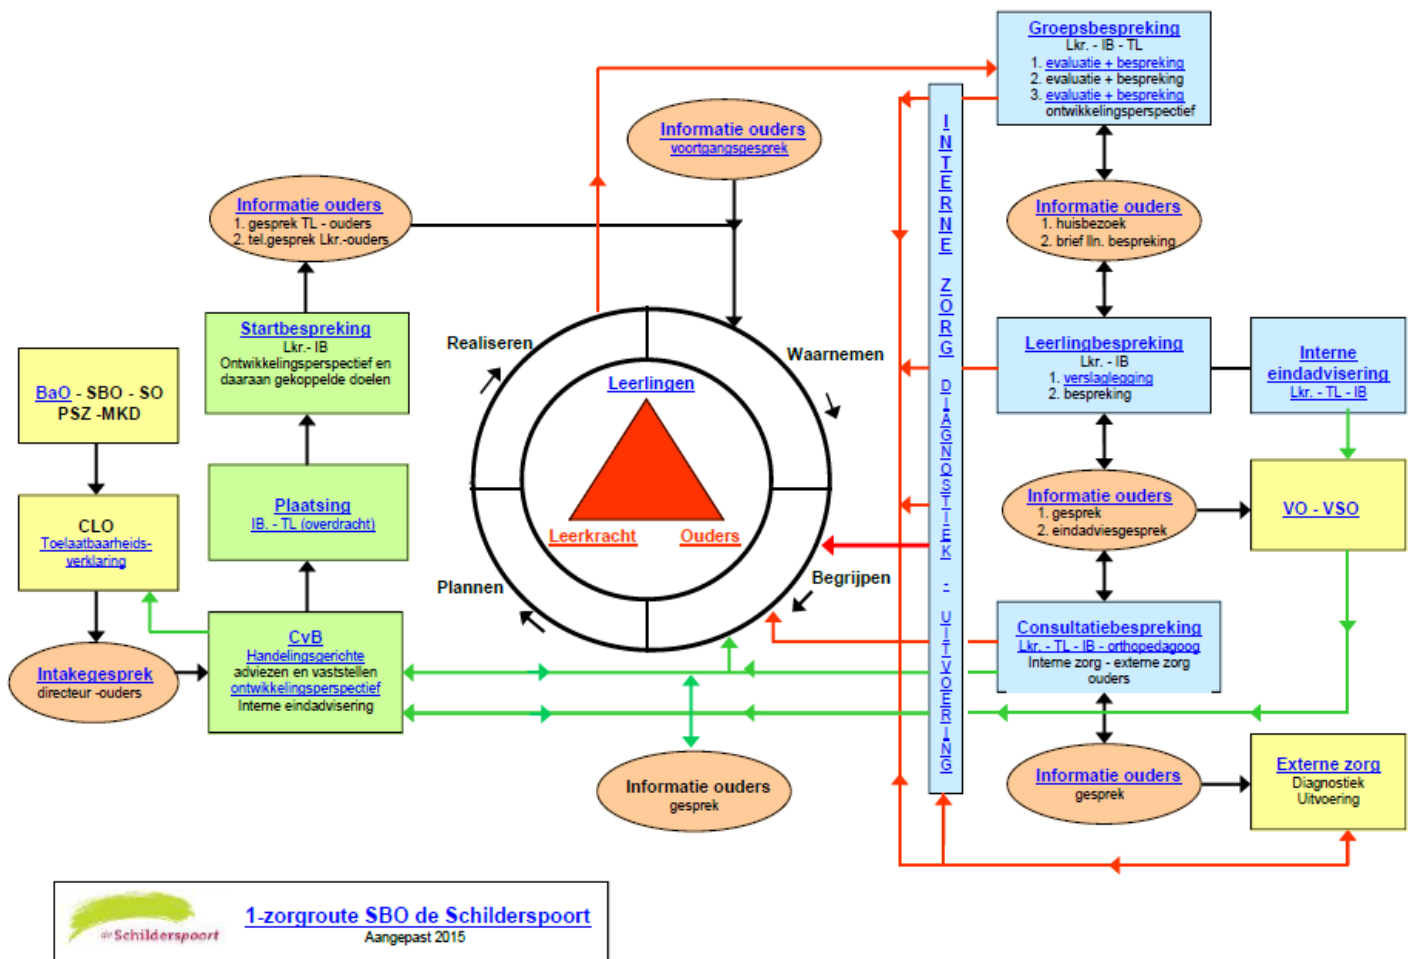 Groepsbespreking
Lkr. - IB - TL
1. evaluatie + bespreking
2. evaluatie + bespreking
3. evaluatie + bespreking
ontwikkelingsperspectief
Informatie ouders
voortgangsgesprek
Informatie ouders
1. gesprek TL - ouders
2. tel.gesprek Lkr.-ouders
Informatie ouders
1. huisbezoek
2. brief lln. bespreking
INTERNE ZORG DIAGNOSTIEK - UITVOERING
Startbespreking
Lkr.- IB
Ontwikkelingsperspectief en
daaraan gekoppelde doelen
Realiseren
Waarnemen
Leerlingbespreking
Lkr. - IB
1. verslaglegging
2. bespreking
Interne
eindadvisering
Lkr. - TL - IB
BaO - SBO - SO
PSZ -MKD
Leerlingen
Leerkracht
Ouders
Plaatsing
IB. - TL (overdracht)
Informatie ouders
1. gesprek
2. eindadviesgesprek
VO - VSO
CLO
Toelaatbaarheids-
verklaring
Plannen
Begrijpen
CvB
Handelingsgerichte
adviezen en vaststellen
ontwikkelingsperspectief
Interne eindadvisering
Consultatiebespreking
Lkr. - TL - IB - orthopedagoog
Interne zorg - externe zorg
ouders
Intakegesprek
directeur -ouders
Informatie ouders
gesprek
Informatie ouders
gesprek
Externe zorg
Diagnostiek
Uitvoering
de Schilderspoort
1-zorgroute SBO de Schilderspoort
Aangepast 2015